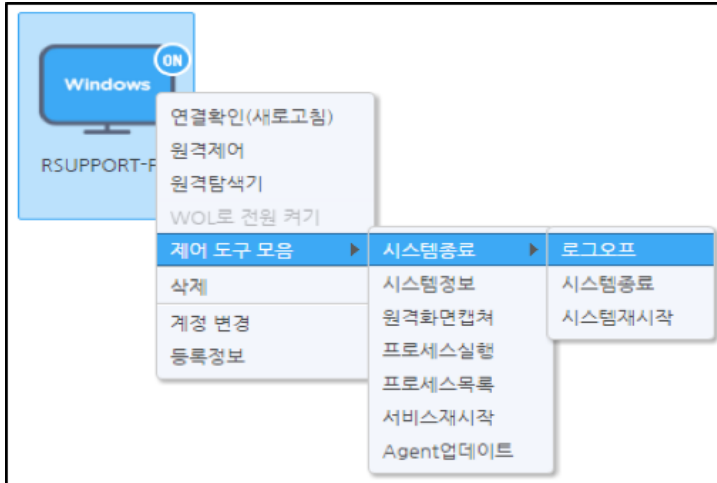 ON
Windows
RSUPPORT-P
연결확인(새로고침)
원격제어
원격탐색기
WOL로 전원 켜기
제어 도구 모음
삭제
계정 변경
등록정보
시스템종료
시스템정보
원격화면캡쳐
프로세스실행
프로세스목록
서비스재시작
Agent업데이트
로그오프
시스템종료
시스템재시작